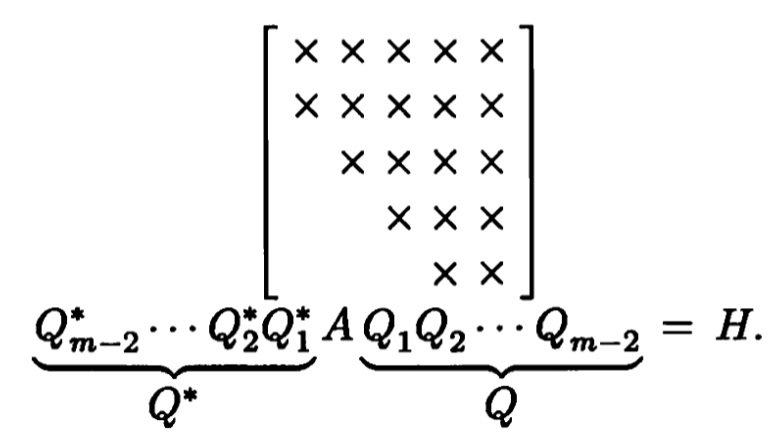 × × × × ×
× × × × ×
× × × ×
× × ×
× ×
Q*ₘ₋₂ ⋯ Q*₂Q*₁ A Q₁Q₂ ⋯ Qₘ₋₂ = H.
Q* Q